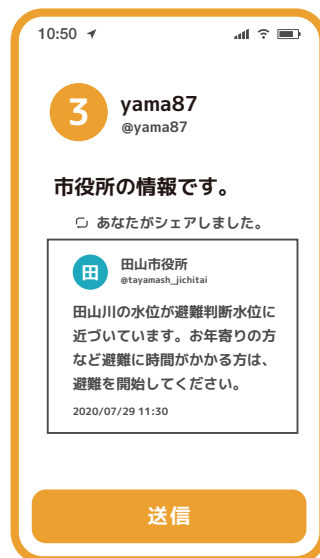 10:50
3
yama87
@yama87
市役所の情報です。
あなたがシェアしました。
田
田山市役所
@tayamash_jichitai
田山川の水位が避難判断水位に
近づいています。お年寄りの方
など避難に時間がかかる方は、
避難を開始してください。
2020/07/29 11:30
送信